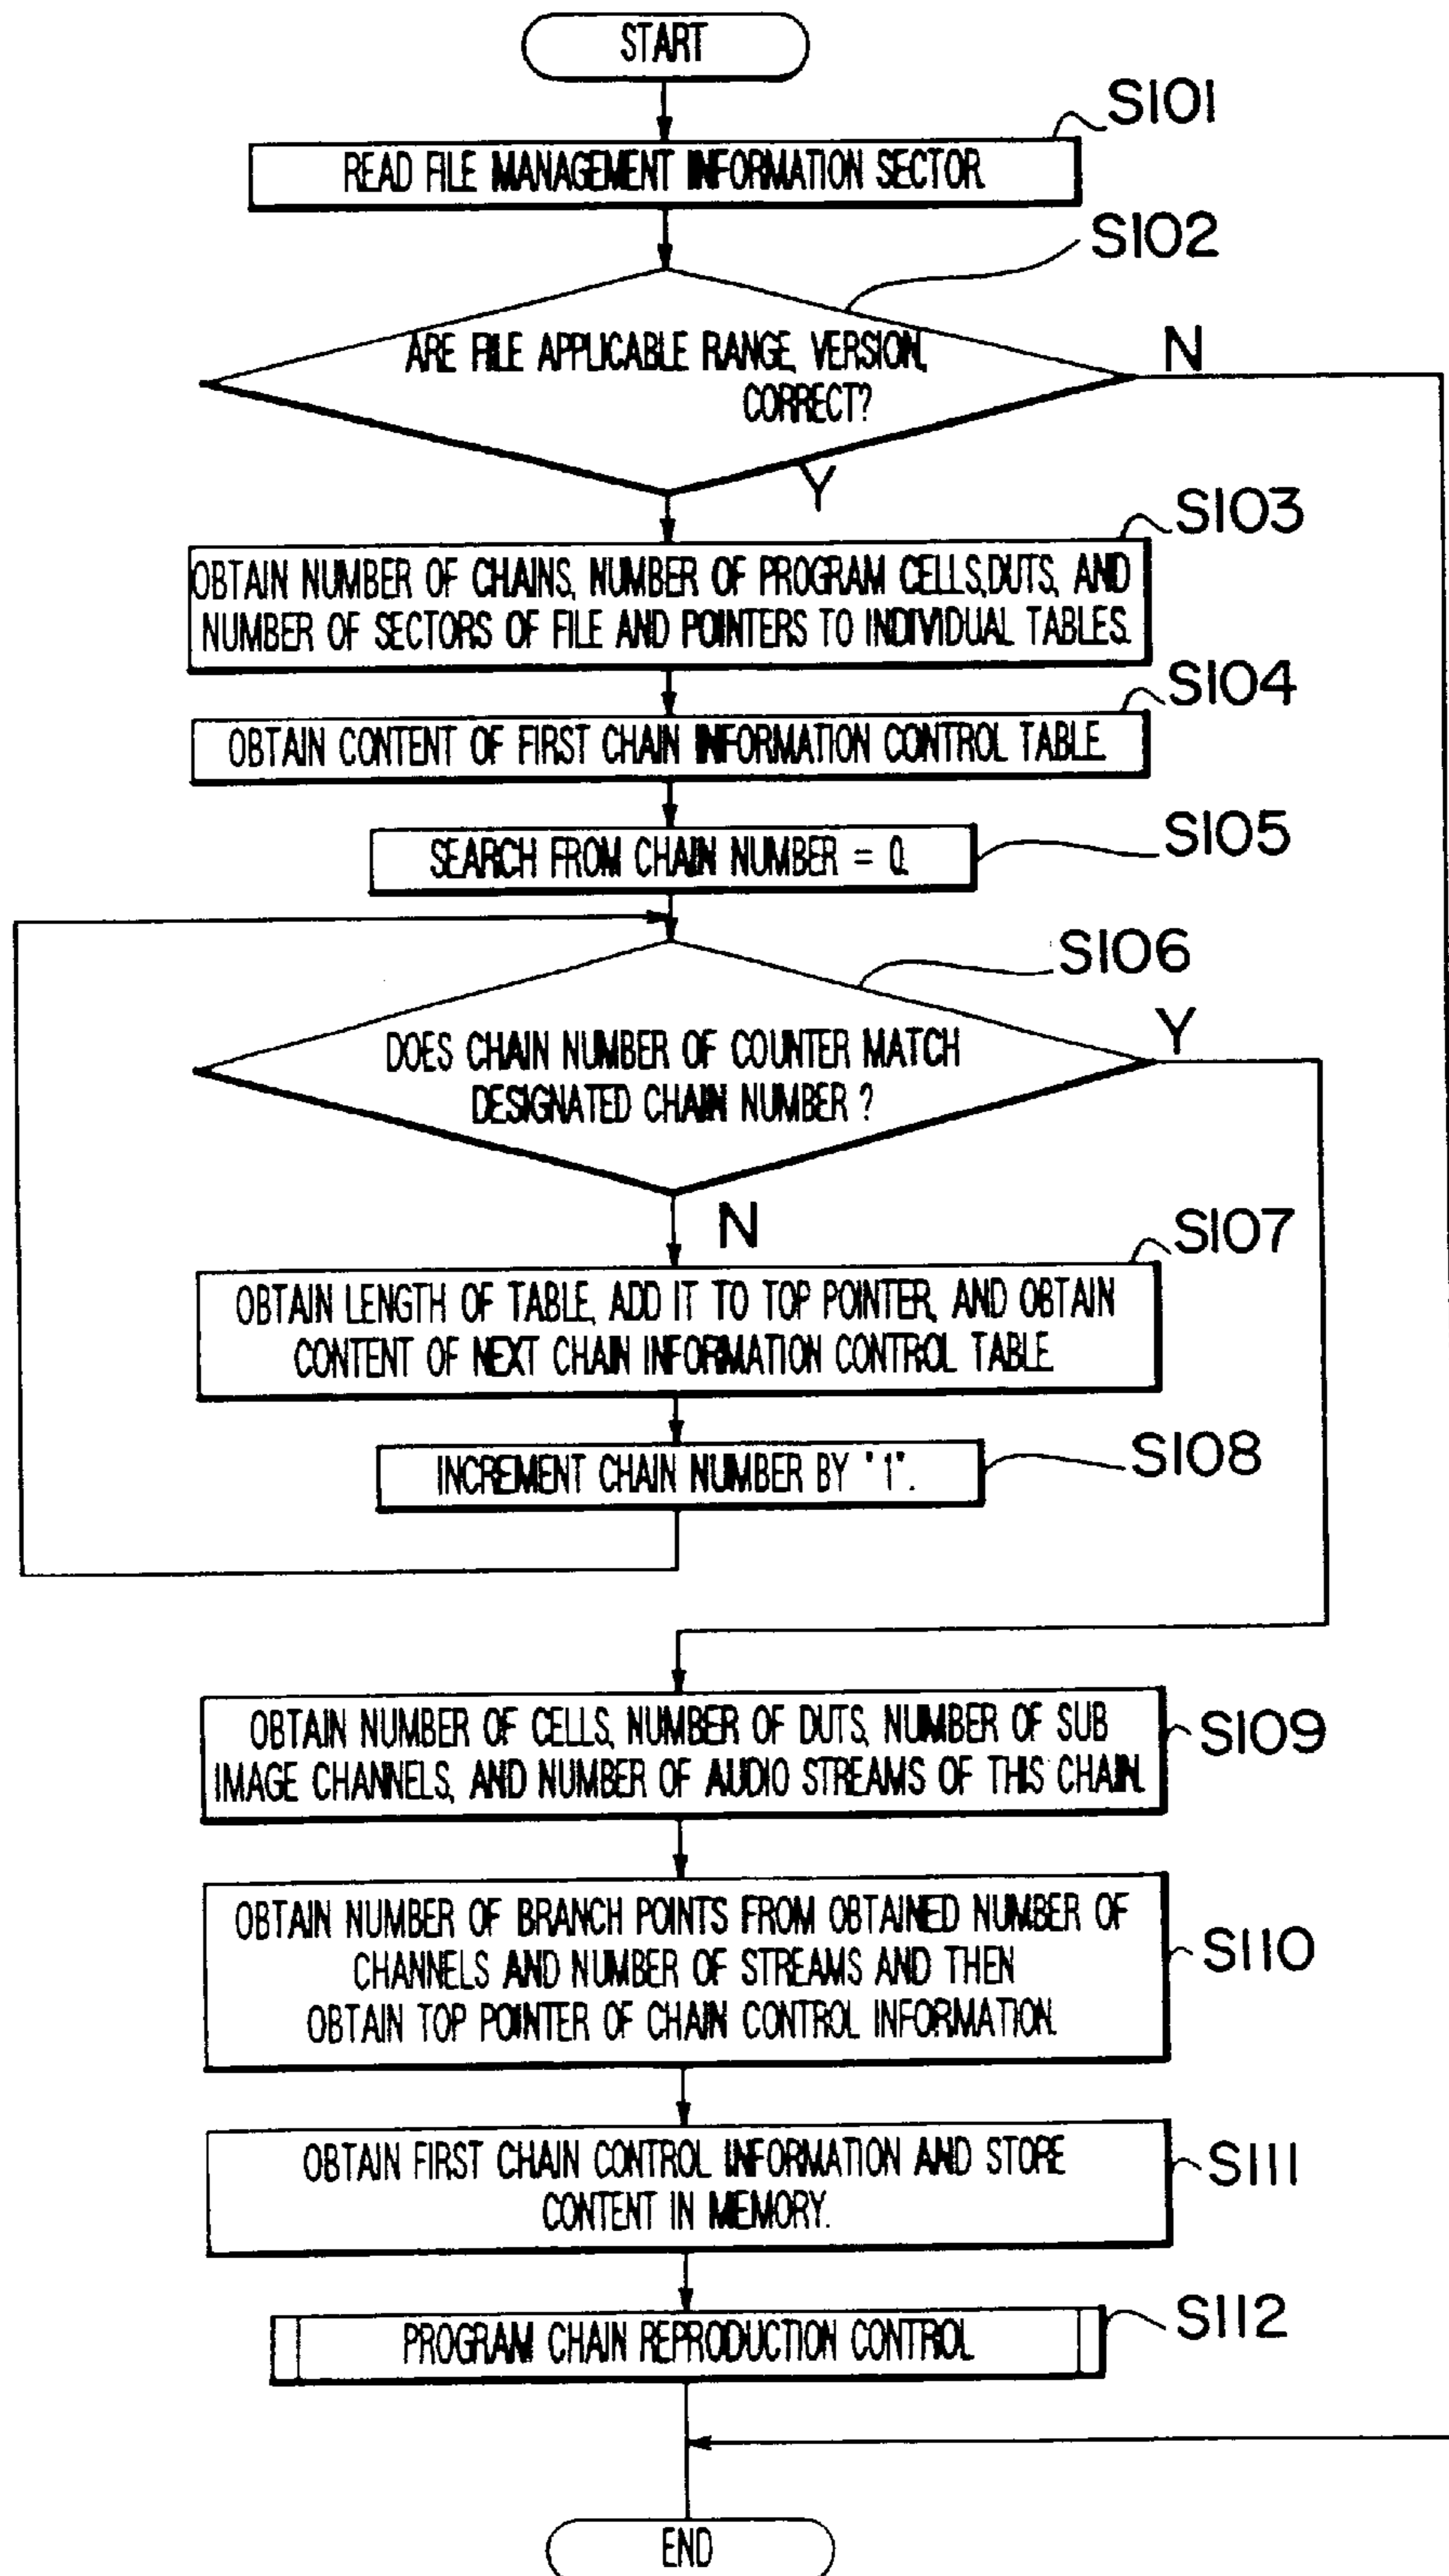 START
S101
READ FILE MANAGEMENT INFORMATION SECTOR.
S102
ARE FILE APPLICABLE RANGE, VERSION,
CORRECT?
N
Y
S103
OBTAIN NUMBER OF CHAINS, NUMBER OF PROGRAM CELLS,DUTS, AND
NUMBER OF SECTORS OF FILE AND POINTERS TO INDIVIDUAL TABLES.
S104
OBTAIN CONTENT OF FIRST CHAIN INFORMATION CONTROL TABLE.
S105
SEARCH FROM CHAIN NUMBER = 0.
S106
DOES CHAIN NUMBER OF COUNTER MATCH
DESIGNATED CHAIN NUMBER ?
Y
N
S107
OBTAIN LENGTH OF TABLE, ADD IT TO TOP POINTER, AND OBTAIN
CONTENT OF NEXT CHAIN INFORMATION CONTROL TABLE.
S108
INCREMENT CHAIN NUMBER BY "1".
S109
OBTAIN NUMBER OF CELLS, NUMBER OF DUTS, NUMBER OF SUB
IMAGE CHANNELS, AND NUMBER OF AUDIO STREAMS OF THIS CHAIN.
S110
OBTAIN NUMBER OF BRANCH POINTS FROM OBTAINED NUMBER OF
CHANNELS AND NUMBER OF STREAMS AND THEN
OBTAIN TOP POINTER OF CHAIN CONTROL INFORMATION.
S111
OBTAIN FIRST CHAIN CONTROL INFORMATION AND STORE
CONTENT IN MEMORY.
S112
PROGRAM CHAIN REPRODUCTION CONTROL
END